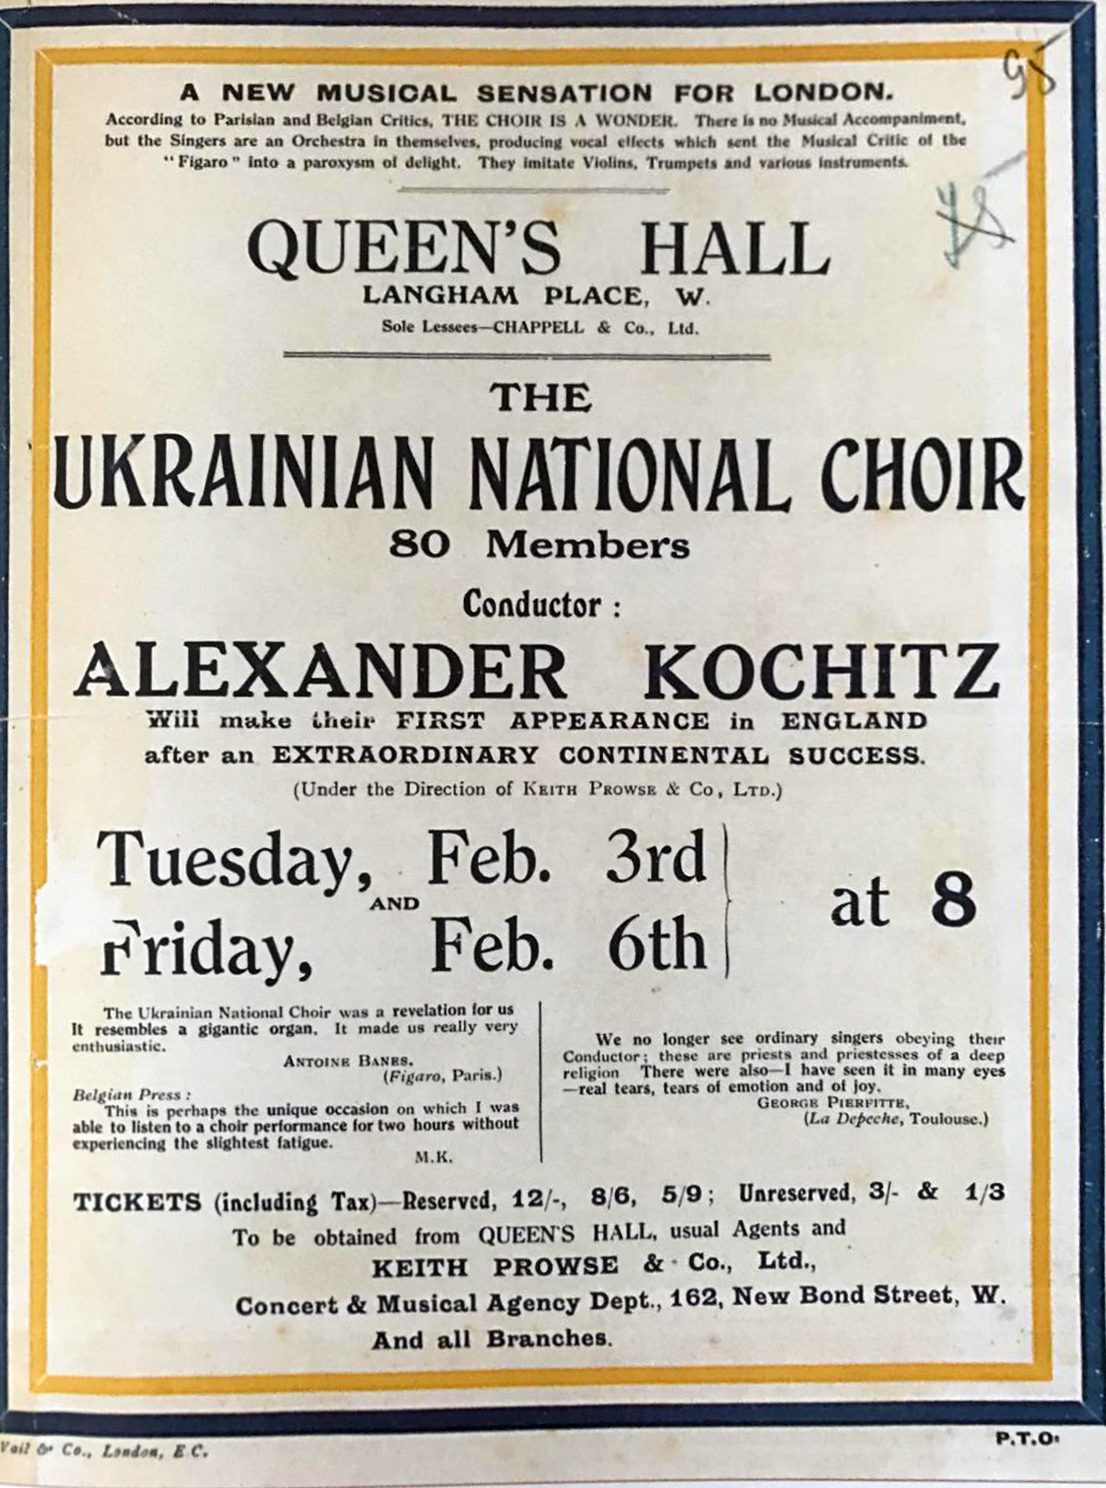 95
A NEW MUSICAL SENSATION FOR LONDON.
According to Parisian and Belgian Critics, THE CHOIR IS A WONDER. There is no Musical Accompaniment,
but the Singers are an Orchestra in themselves, producing vocal effects which sent the Musical Critic of the
"Figaro" into a paroxysm of delight. They imitate Violins, Trumpets and various instruments.
QUEEN'S HALL
LANGHAM PLACE, W.
Sole Lessees—CHAPPELL & Co., Ltd.
THE
UKRAINIAN NATIONAL CHOIR
80 Members
Conductor :
ALEXANDER KOCHITZ
Will make their FIRST APPEARANCE in ENGLAND
after an EXTRAORDINARY CONTINENTAL SUCCESS.
(Under the Direction of KEITH PROWSE & Co, LTD.)
Tuesday, Feb. 3rd
AND
at 8
Friday, Feb. 6th
The Ukrainian National Choir was a revelation for us
It resembles a gigantic organ. It made us really very
enthusiastic.
ANTOINE BANES.
(Figaro, Paris.)
Belgian Press :
This is perhaps the unique occasion on which I was
able to listen to a choir performance for two hours without
experiencing the slightest fatigue.
M.K.
We no longer see ordinary singers obeying their
Conductor; these are priests and priestesses of a deep
religion There were also—I have seen it in many eyes
—real tears, tears of emotion and of joy.
GEORGE PIERFITTE,
(La Depeche, Toulouse.)
TICKETS (including Tax)—Reserved, 12/-, 8/6, 5/9; Unreserved, 3/- & 1/3
To be obtained from QUEEN'S HALL, usual Agents and
KEITH PROWSE & Co., Ltd.,
Concert & Musical Agency Dept., 162, New Bond Street, W.
And all Branches.
Vail & Co., London, E.C.
P.T.O.